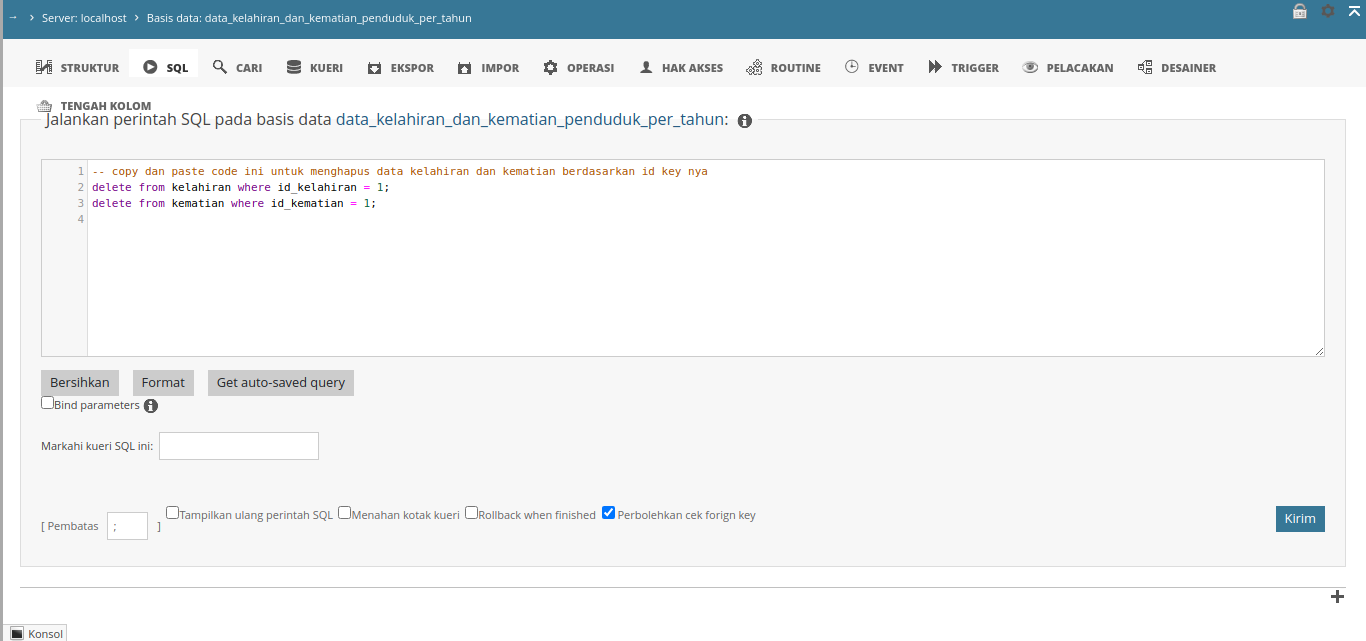 → › Server: localhost › Basis data: data_kelahiran_dan_kematian_penduduk_per_tahun
STRUKTUR SQL CARI KUERI EKSPOR IMPOR OPERASI HAK AKSES ROUTINE EVENT TRIGGER PELACAKAN DESAINER
TENGAH KOLOM
Jalankan perintah SQL pada basis data data_kelahiran_dan_kematian_penduduk_per_tahun:
1 -- copy dan paste code ini untuk menghapus data kelahiran dan kematian berdasarkan id key nya
2 delete from kelahiran where id_kelahiran = 1;
3 delete from kematian where id_kematian = 1;
4
Bersihkan Format Get auto-saved query
Bind parameters
Markahi kueri SQL ini:
[ Pembatas ; ] Tampilkan ulang perintah SQL Menahan kotak kueri Rollback when finished Perbolehkan cek forign key
Kirim
Konsol